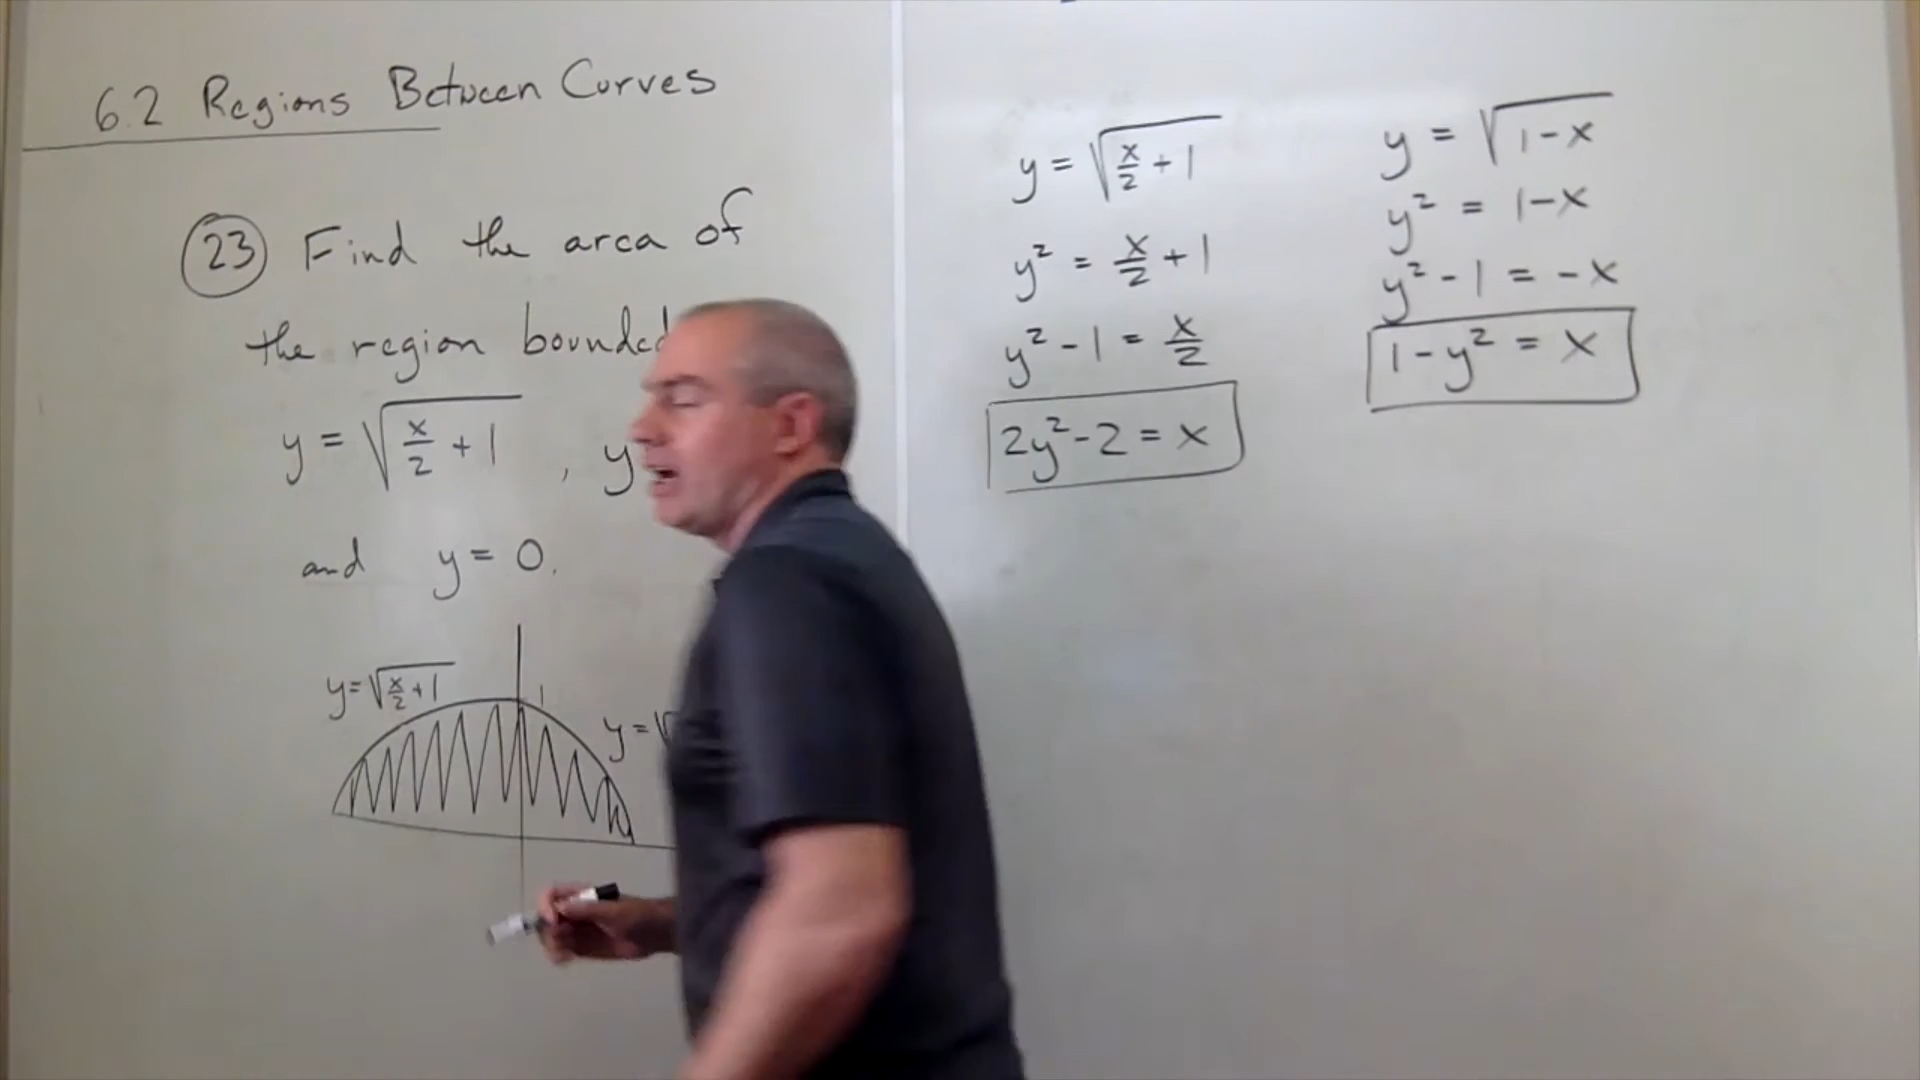 6.2 Regions Between Curves
23 Find the area of
the region bounded
y = √(x/2 + 1) , y
and y = 0.
y = √(x/2 + 1)
1
y = √
y = √(x/2 + 1)
y² = x/2 + 1
y² - 1 = x/2
2y² - 2 = x
y = √(1 - x)
y² = 1 - x
y² - 1 = -x
1 - y² = x